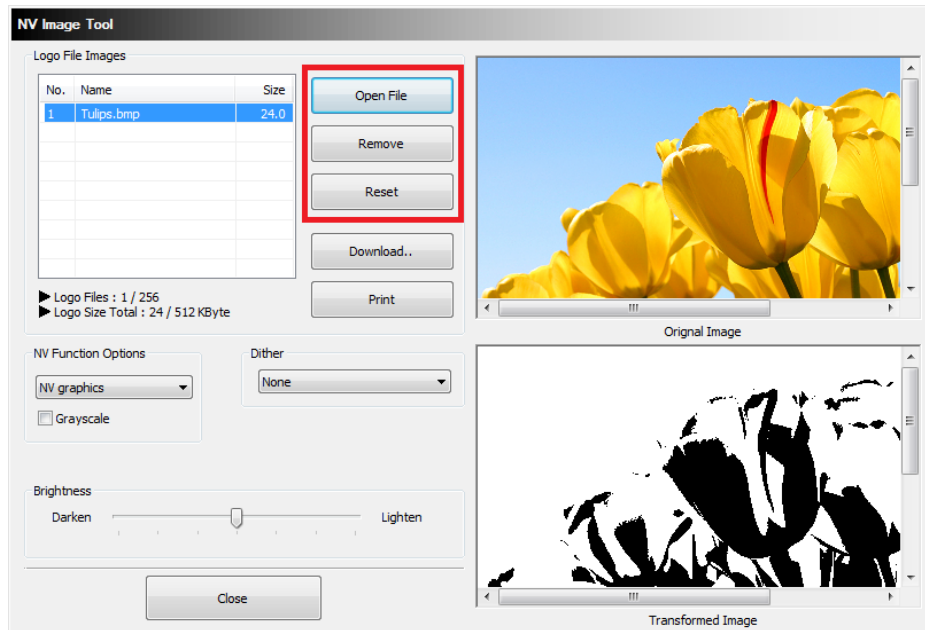 NV Image Tool
Logo File Images
No. Name Size
1 Tulips.bmp 24.0
Open File
Remove
Reset
Download..
Print
▶ Logo Files : 1 / 256
▶ Logo Size Total : 24 / 512 KByte
Orignal Image
NV Function Options
NV graphics
Grayscale
Dither
None
Brightness
Darken Lighten
Close
Transformed Image